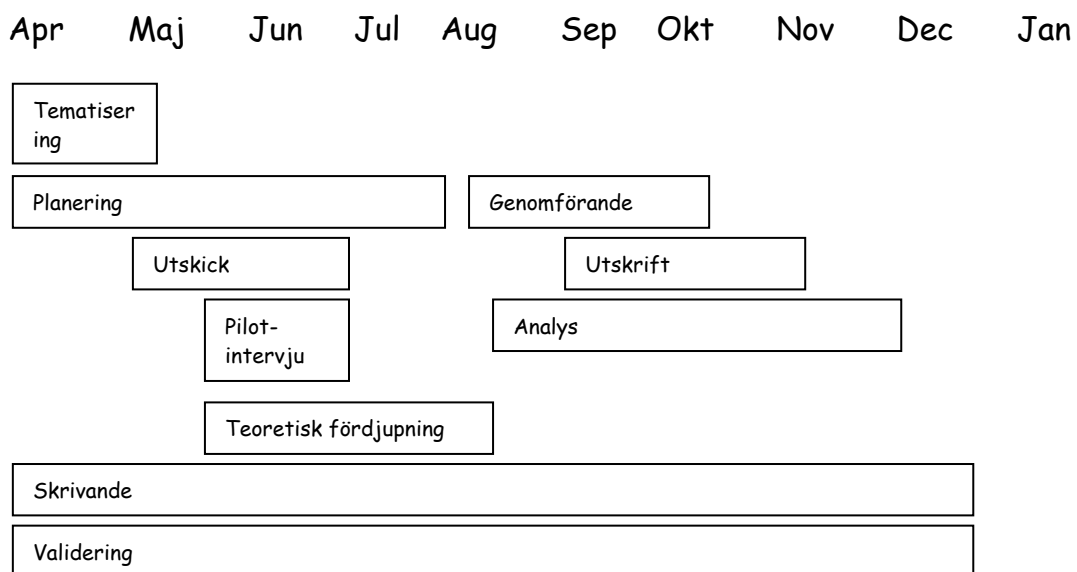 Apr Maj Jun Jul Aug Sep Okt Nov Dec Jan
Tematiser
ing
Planering
Genomförande
Utskick
Utskrift
Pilot-
intervju
Analys
Teoretisk fördjupning
Skrivande
Validering